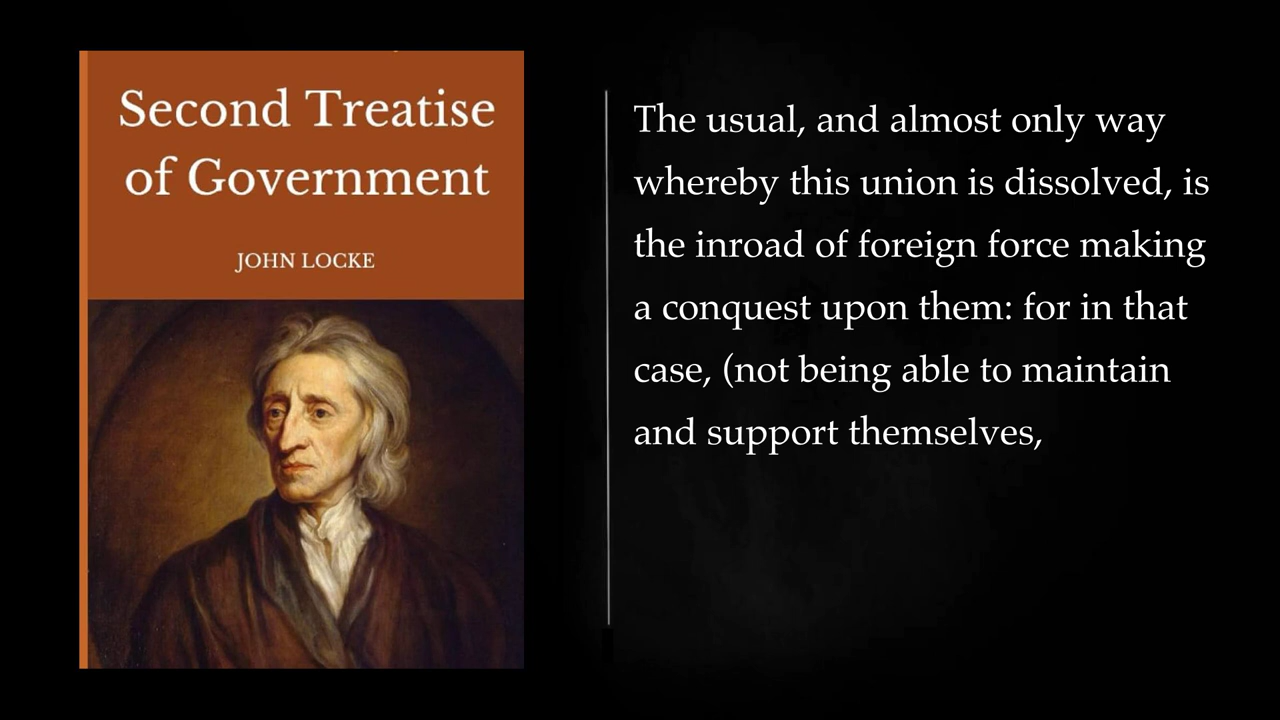 Second Treatise
of Government
JOHN LOCKE
The usual, and almost only way
whereby this union is dissolved, is
the inroad of foreign force making
a conquest upon them: for in that
case, (not being able to maintain
and support themselves,